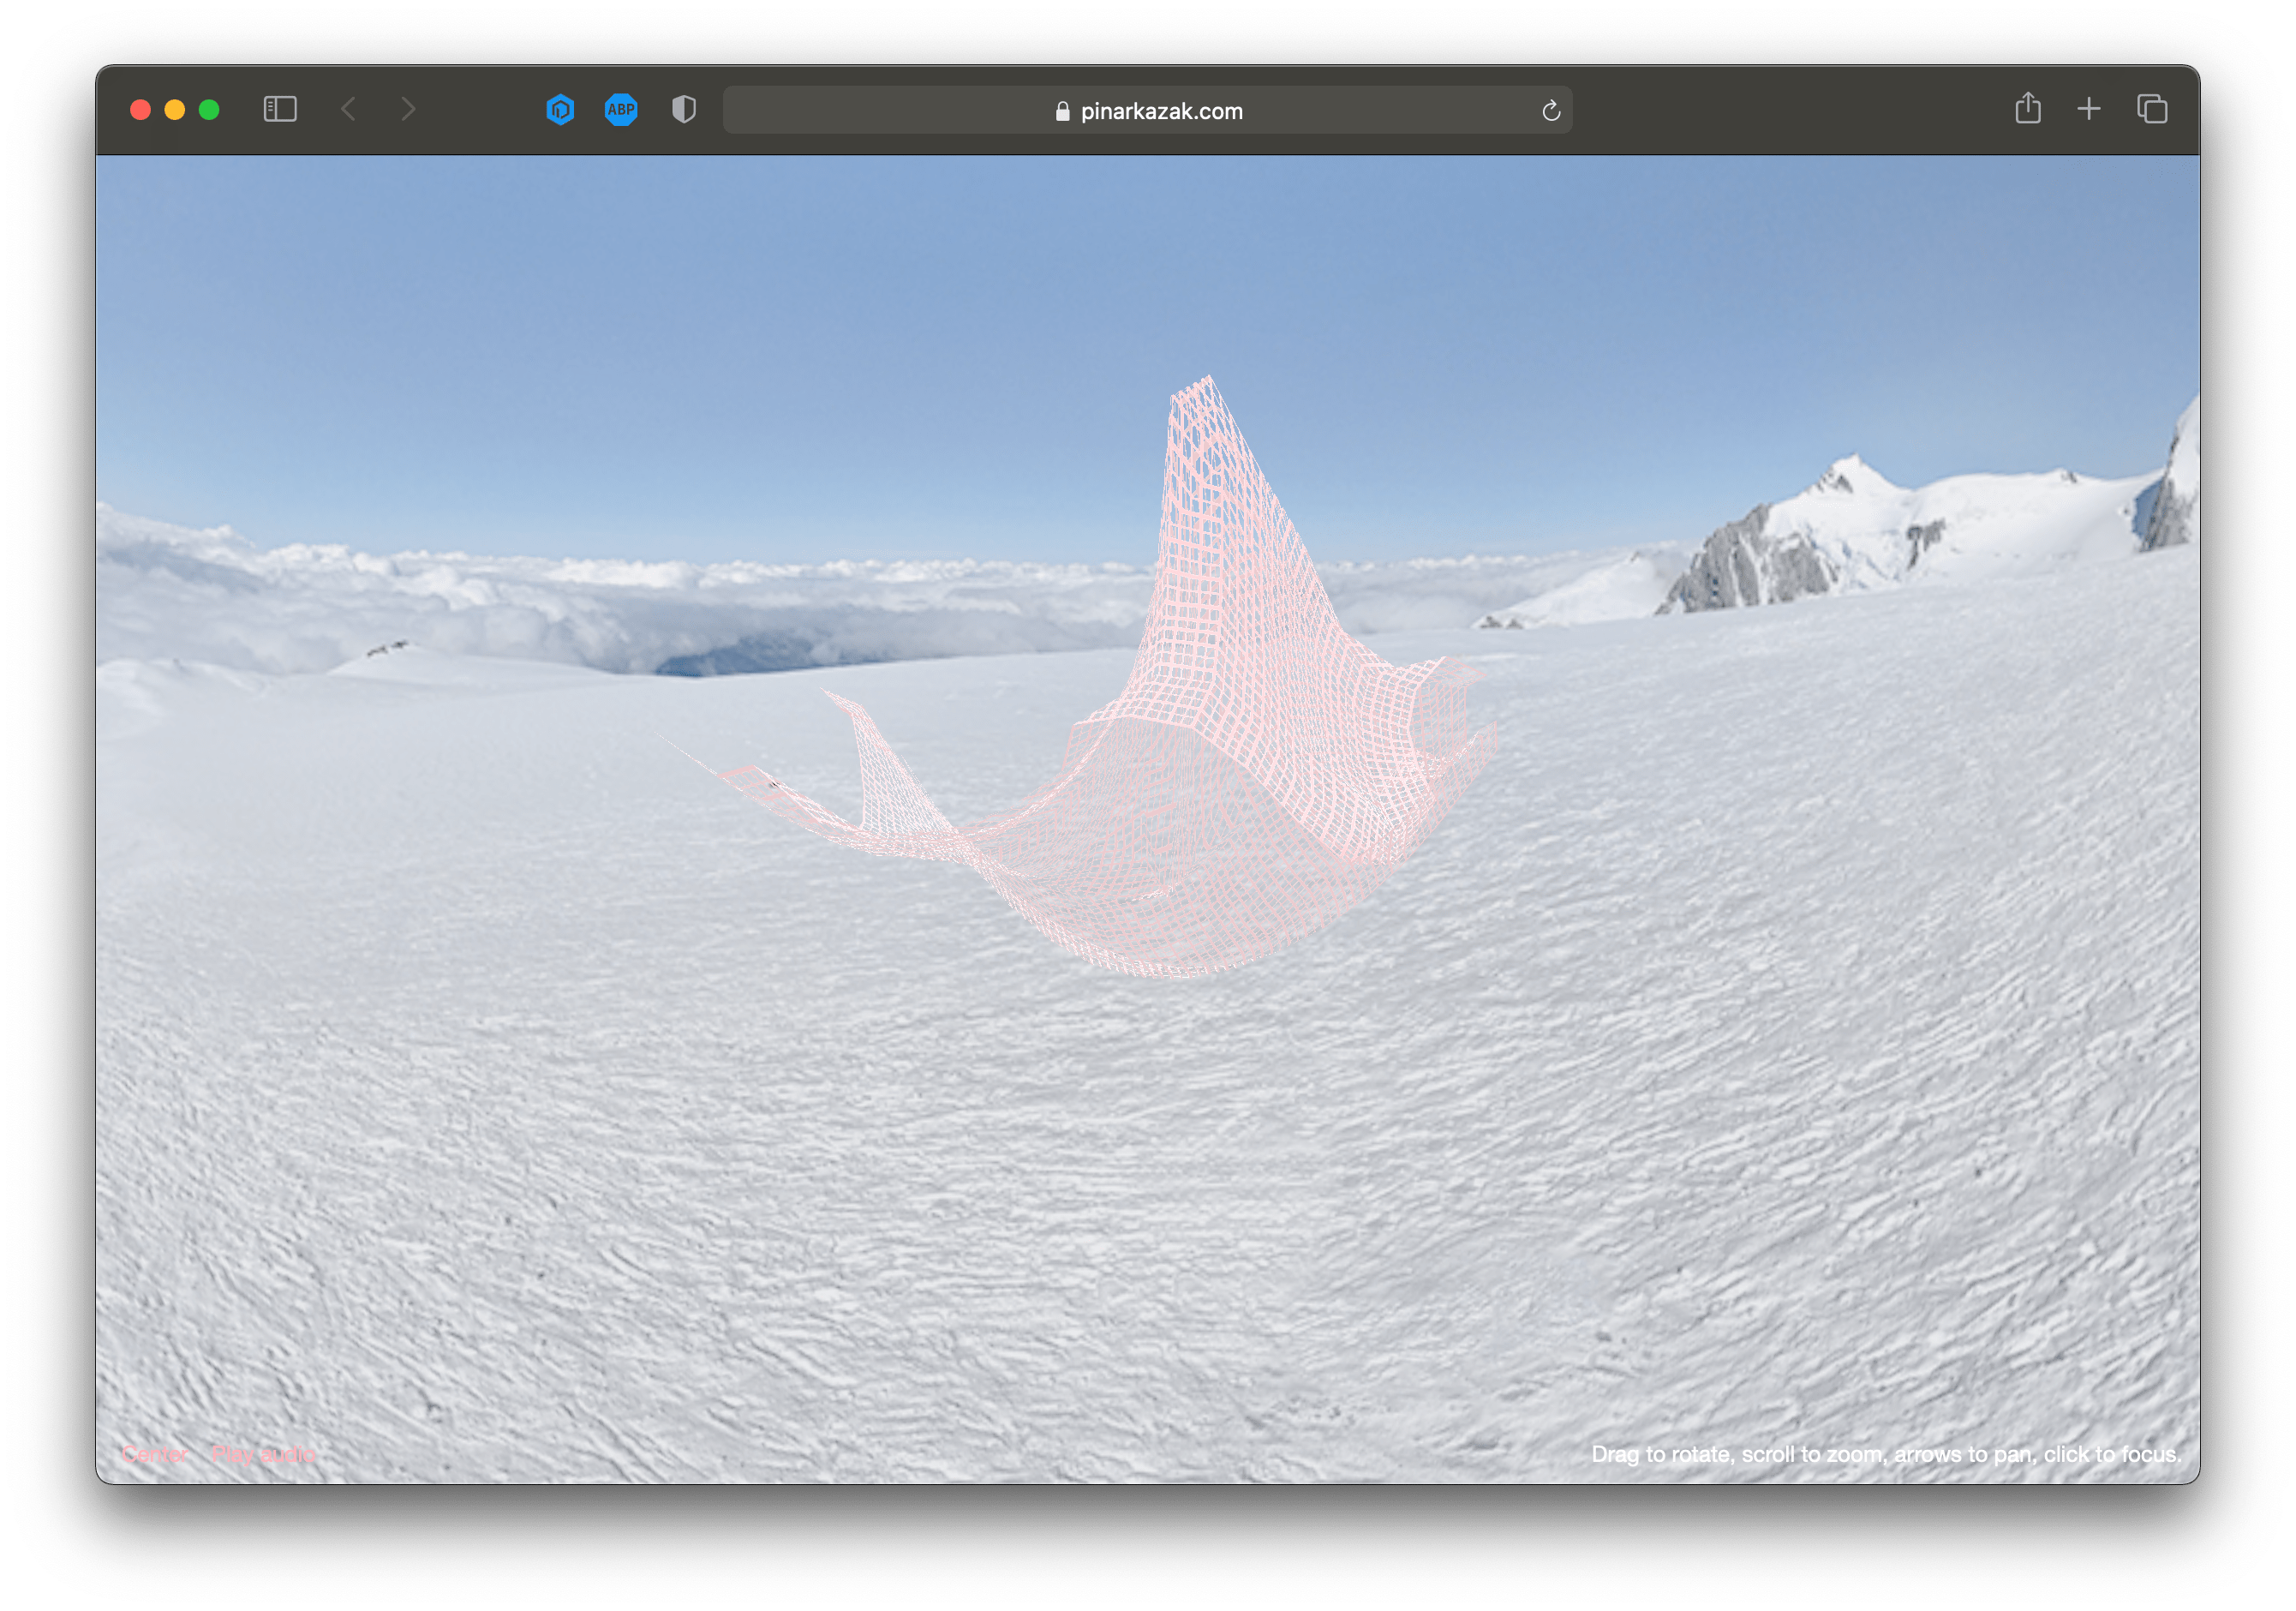 ABP
pinarkazak.com
Center Play audio
Drag to rotate, scroll to zoom, arrows to pan, click to focus.